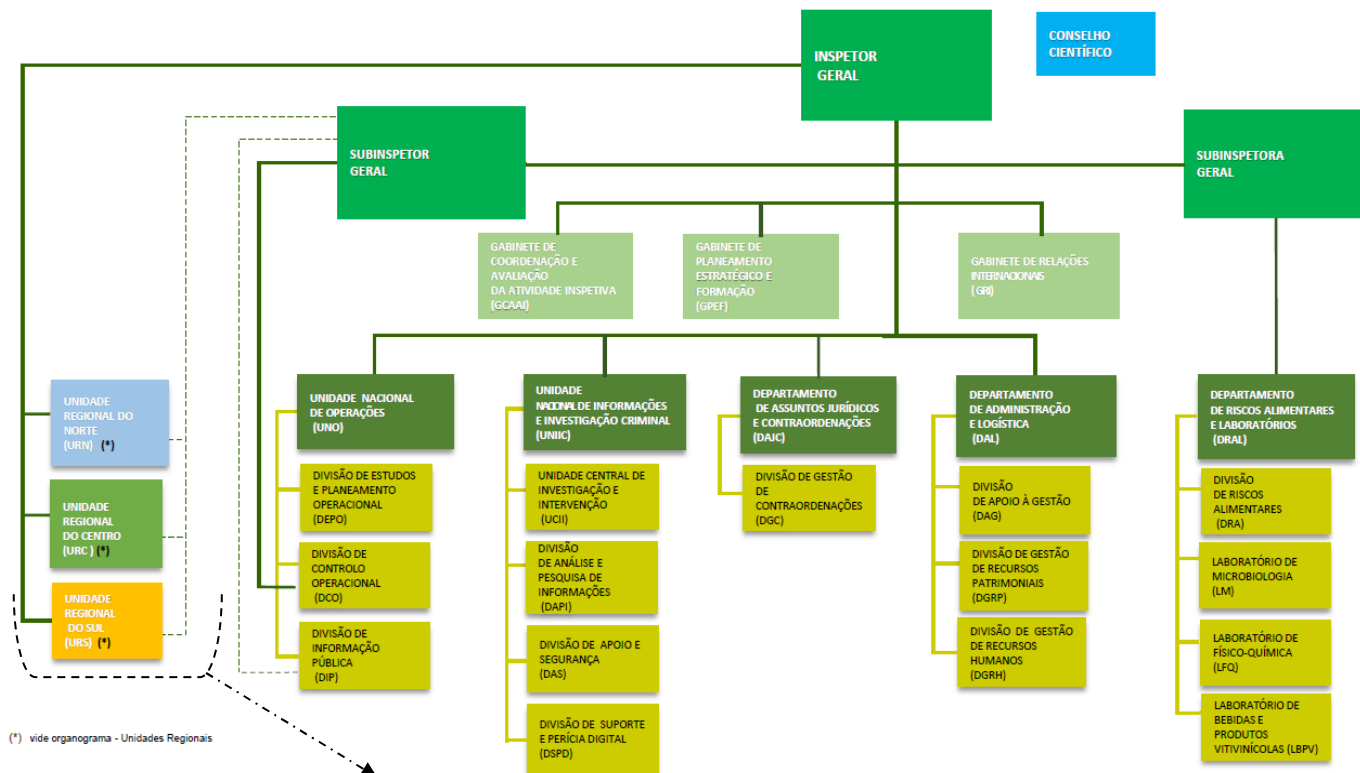 INSPETOR
GERAL
CONSELHO
CIENTÍFICO
SUBINSPETOR
GERAL
SUBINSPETORA
GERAL
GABINETE DE
COORDENAÇÃO E
AVALIAÇÃO
DA ATIVIDADE INSPETIVA
(GCAAI)
GABINETE DE
PLANEAMENTO
ESTRATÉGICO E
FORMAÇÃO
(GPEF)
GABINETE DE RELAÇÕES
INTERNACIONAIS
( GRI)
UNIDADE
REGIONAL DO
NORTE
(URN) (*)
UNIDADE
REGIONAL
DO CENTRO
(URC ) (*)
UNIDADE
REGIONAL
DO SUL
(URS) (*)
UNIDADE NACIONAL
DE OPERAÇÕES
(UNO)
DIVISÃO DE ESTUDOS
E PLANEAMENTO
OPERACIONAL
(DEPO)
DIVISÃO DE
CONTROLO
OPERACIONAL
(DCO)
DIVISÃO DE
INFORMAÇÃO
PÚBLICA
(DIP)
UNIDADE
NACIONAL DE INFORMAÇÕES
E INVESTIGAÇÃO CRIMINAL
(UNIIC)
UNIDADE CENTRAL DE
INVESTIGAÇÃO E
INTERVENÇÃO
(UCII)
DIVISÃO
DE ANÁLISE E
PESQUISA DE
INFORMAÇÕES
(DAPI)
DIVISÃO DE APOIO E
SEGURANÇA
(DAS)
DIVISÃO DE SUPORTE
E PERÍCIA DIGITAL
(DSPD)
DEPARTAMENTO
DE ASSUNTOS JURÍDICOS
E CONTRAORDENAÇÕES
(DAJC)
DIVISÃO DE GESTÃO
DE
CONTRAORDENAÇÕES
(DGC)
DEPARTAMENTO
DE ADMINISTRAÇÃO
E LOGÍSTICA
(DAL)
DIVISÃO
DE APOIO À GESTÃO
(DAG)
DIVISÃO DE GESTÃO
DE RECURSOS
PATRIMONIAIS
(DGRP)
DIVISÃO DE GESTÃO
DE RECURSOS
HUMANOS
(DGRH)
DEPARTAMENTO
DE RISCOS ALIMENTARES
E LABORATÓRIOS
(DRAL)
DIVISÃO
DE RISCOS
ALIMENTARES
(DRA)
LABORATÓRIO DE
MICROBIOLOGIA
(LM)
LABORATÓRIO DE
FÍSICO-QUÍMICA
(LFQ)
LABORATÓRIO DE
BEBIDAS E
PRODUTOS
VITIVINÍCOLAS (LBPV)
(*) vide organograma - Unidades Regionais